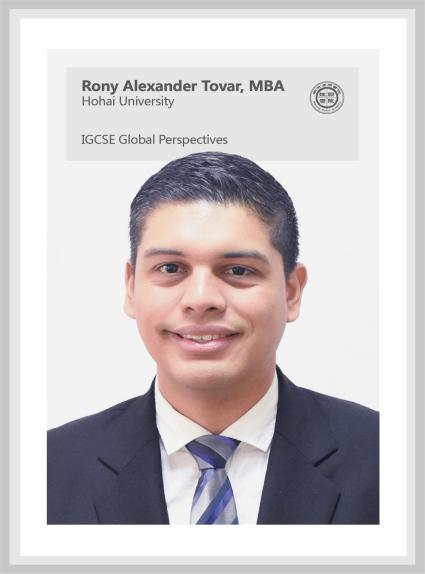 Rony Alexander Tovar, MBA
Hohai University
IGCSE Global Perspectives